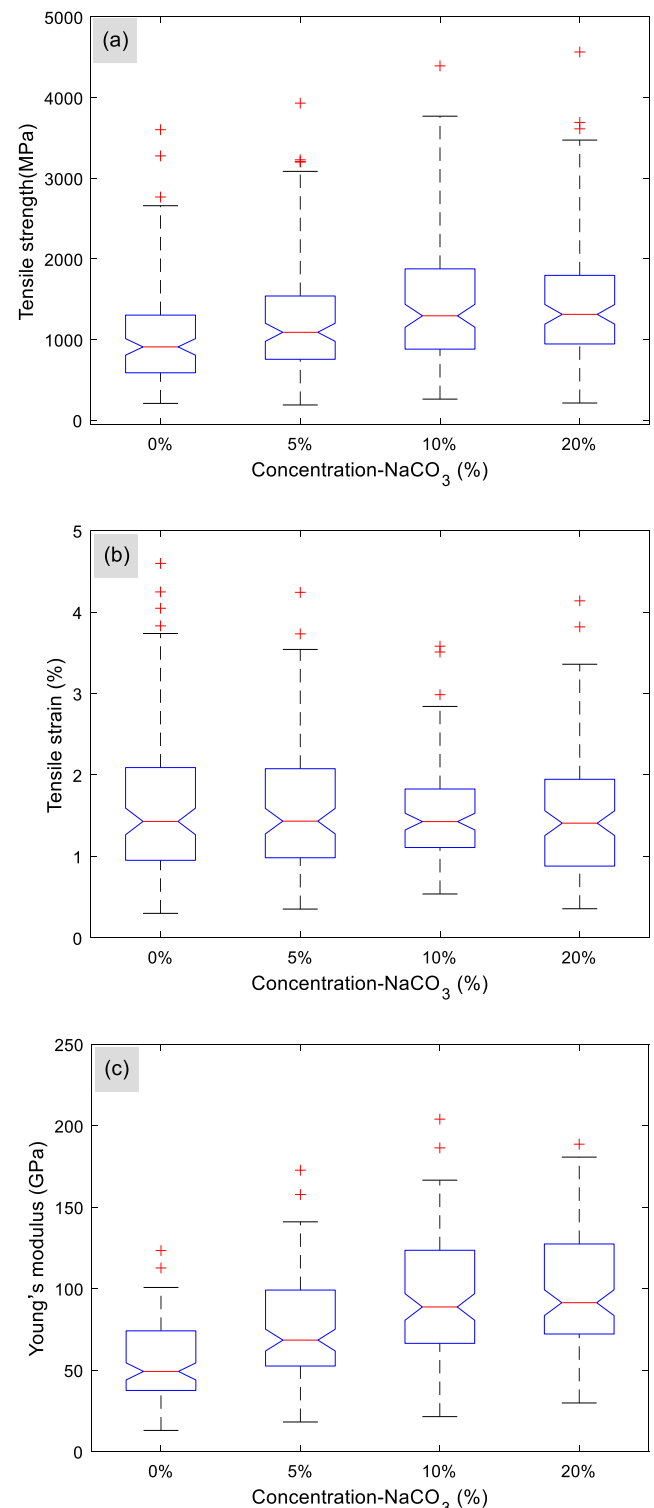 (a)
5000
4000
3000
2000
1000
0
Tensile strength(MPa)
0% 5% 10% 20%
Concentration-NaCO3 (%)
(b)
5
4
3
2
1
0
Tensile strain (%)
0% 5% 10% 20%
Concentration-NaCO3 (%)
(c)
250
200
150
100
50
0
Young's modulus (GPa)
0% 5% 10% 20%
Concentration-NaCO3 (%)